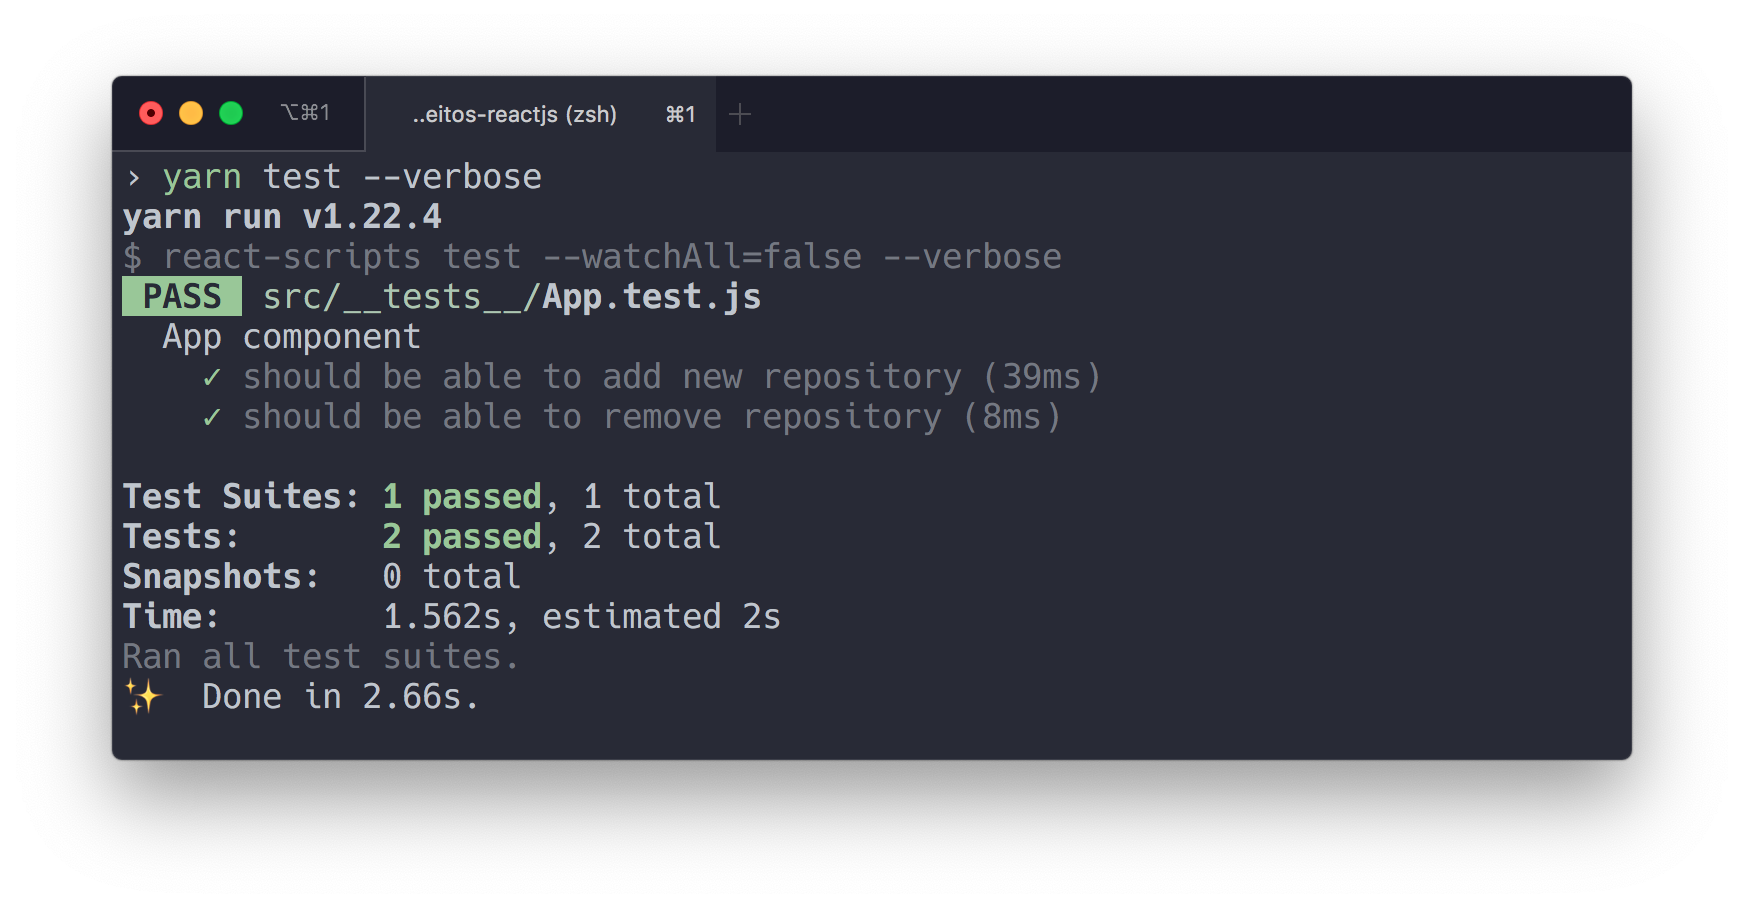 ⌥⌘1 ..eitos-reactjs (zsh) ⌘1 +
› yarn test --verbose
yarn run v1.22.4
$ react-scripts test --watchAll=false --verbose
PASS src/__tests__/App.test.js
App component
✓ should be able to add new repository (39ms)
✓ should be able to remove repository (8ms)
Test Suites: 1 passed, 1 total
Tests: 2 passed, 2 total
Snapshots: 0 total
Time: 1.562s, estimated 2s
Ran all test suites.
✨ Done in 2.66s.